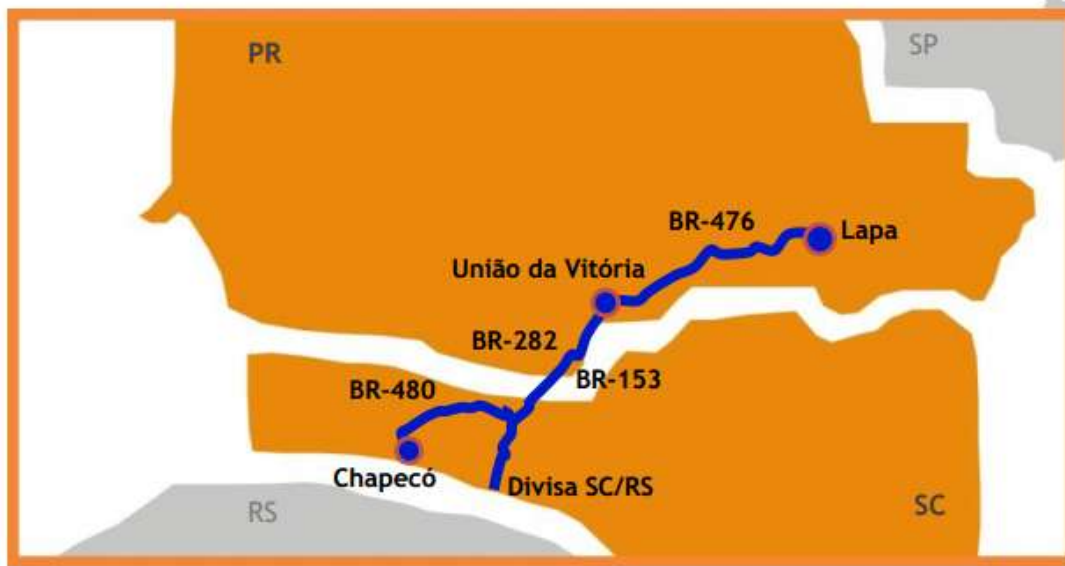 PR
SP
BR-476
Lapa
União da Vitória
BR-282
BR-153
BR-480
Chapecó
Divisa SC/RS
RS
SC